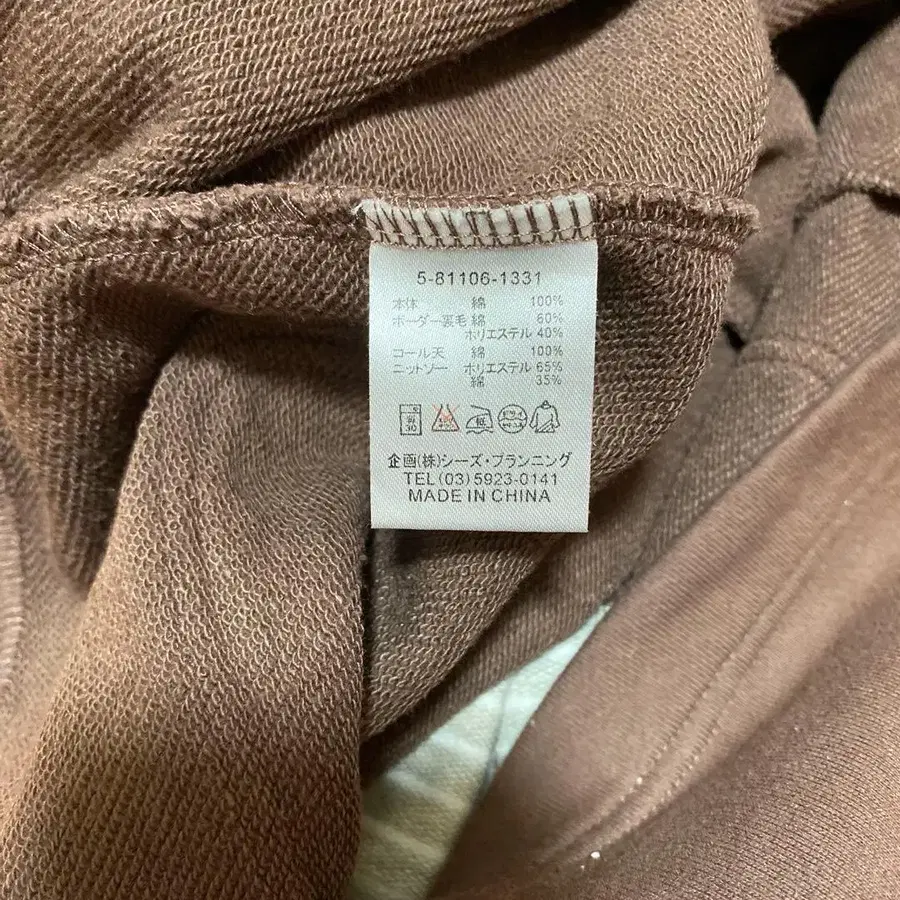 5-81106-1331
本体 綿 100%
ボーダー裏毛 綿 60%
ポリエステル 40%
コール天 綿 100%
ニットソー ポリエステル 65%
綿 35%
企画(株)シーズ・プランニング
TEL(03)5923-0141
MADE IN CHINA